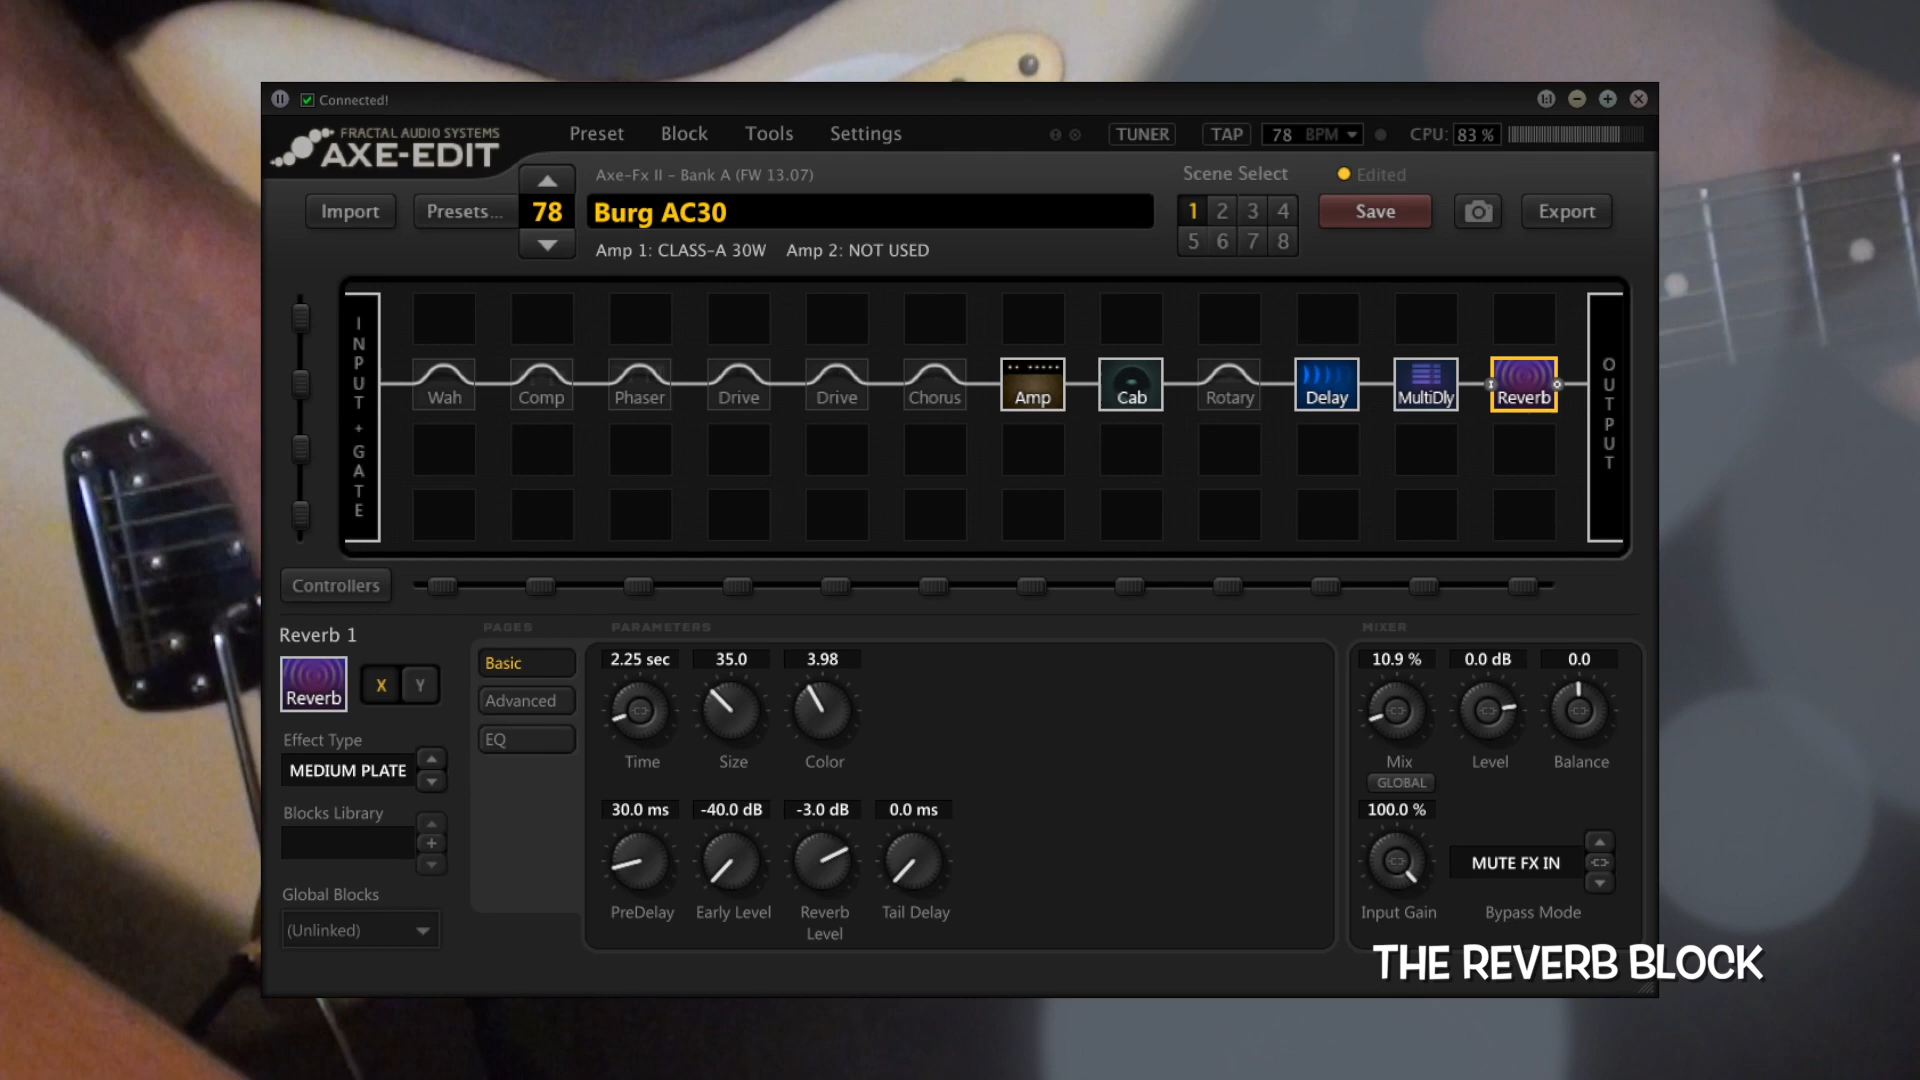 Connected!
FRACTAL AUDIO SYSTEMS
AXE-EDIT
Preset Block Tools Settings
TUNER TAP 78 BPM CPU: 83 %
Axe-Fx II - Bank A (FW 13.07)
Scene Select Edited
Import Presets... 78 Burg AC30
1 2 3 4
5 6 7 8
Save Export
Amp 1: CLASS-A 30W Amp 2: NOT USED
INPUT + GATE
Wah Comp Phaser Drive Drive Chorus Amp Cab Rotary Delay MultiDly Reverb
OUTPUT
Controllers
Reverb 1
PAGES PARAMETERS MIXER
Reverb
X Y
Effect Type
MEDIUM PLATE
Blocks Library
Global Blocks
(Unlinked)
Basic
Advanced
EQ
2.25 sec 35.0 3.98
Time Size Color
30.0 ms -40.0 dB -3.0 dB 0.0 ms
PreDelay Early Level Reverb Level Tail Delay
10.9 % 0.0 dB 0.0
Mix Level Balance
GLOBAL
100.0 %
MUTE FX IN
Input Gain Bypass Mode
THE REVERB BLOCK